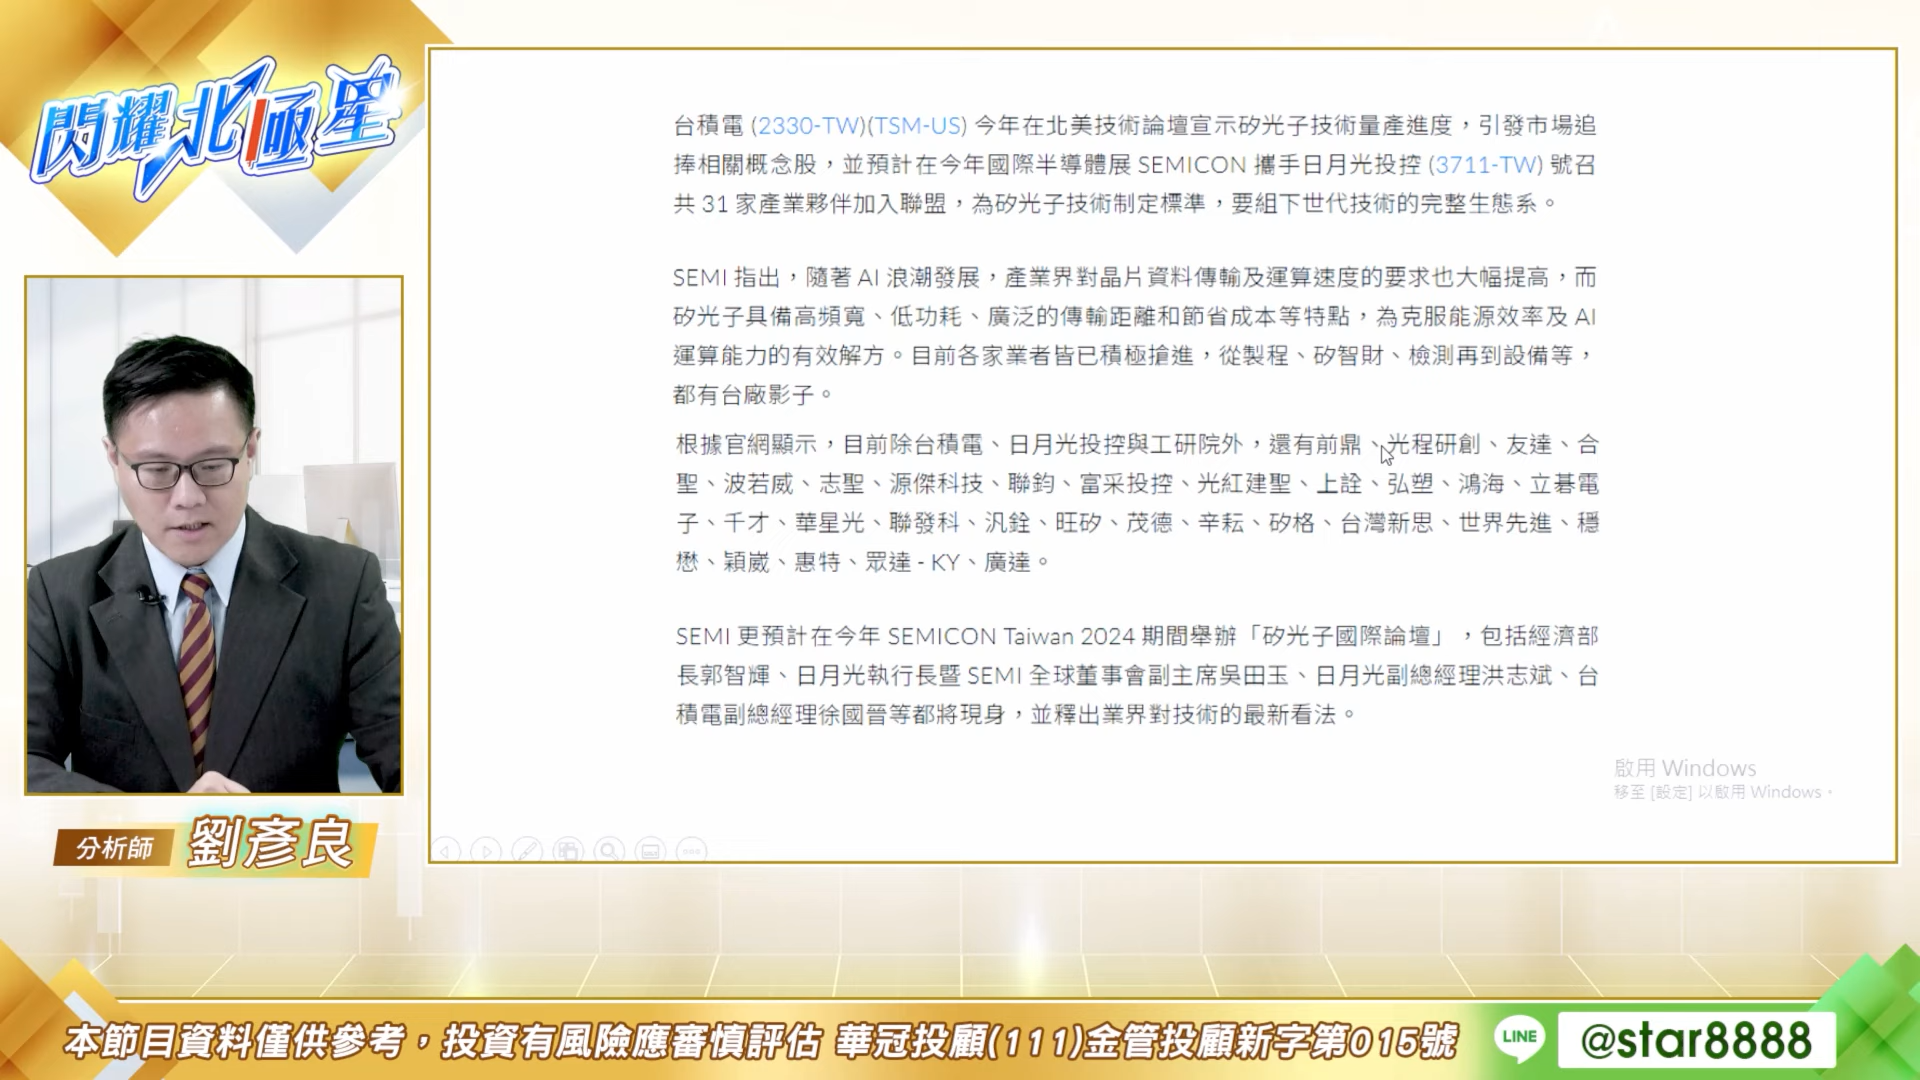 閃耀北極星
台積電 (2330-TW)(TSM-US) 今年在北美技術論壇宣示矽光子技術量產進度，引發市場追
捧相關概念股，並預計在今年國際半導體展 SEMICON 攜手日月光投控 (3711-TW) 號召
共 31 家產業夥伴加入聯盟，為矽光子技術制定標準，要組下世代技術的完整生態系。
SEMI 指出，隨著 AI 浪潮發展，產業界對晶片資料傳輸及運算速度的要求也大幅提高，而
矽光子具備高頻寬、低功耗、廣泛的傳輸距離和節省成本等特點，為克服能源效率及 AI
運算能力的有效解方。目前各家業者皆已積極搶進，從製程、矽智財、檢測再到設備等，
都有台廠影子。
根據官網顯示，目前除台積電、日月光投控與工研院外，還有前鼎、光程研創、友達、合
聖、波若威、志聖、源傑科技、聯鈞、富采投控、光紅建聖、上詮、弘塑、鴻海、立碁電
子、千才、華星光、聯發科、汎銓、旺矽、茂德、辛耘、矽格、台灣新思、世界先進、穩
懋、穎崴、惠特、眾達 - KY、廣達。
SEMI 更預計在今年 SEMICON Taiwan 2024 期間舉辦「矽光子國際論壇」，包括經濟部
長郭智輝、日月光執行長暨 SEMI 全球董事會副主席吳田玉、日月光副總經理洪志斌、台
積電副總經理徐國晉等都將現身，並釋出業界對技術的最新看法。
啟用 Windows
移至 [設定] 以啟用 Windows。
分析師 劉彥良
本節目資料僅供參考，投資有風險應審慎評估 華冠投顧(111)金管投顧新字第015號
LINE @star8888